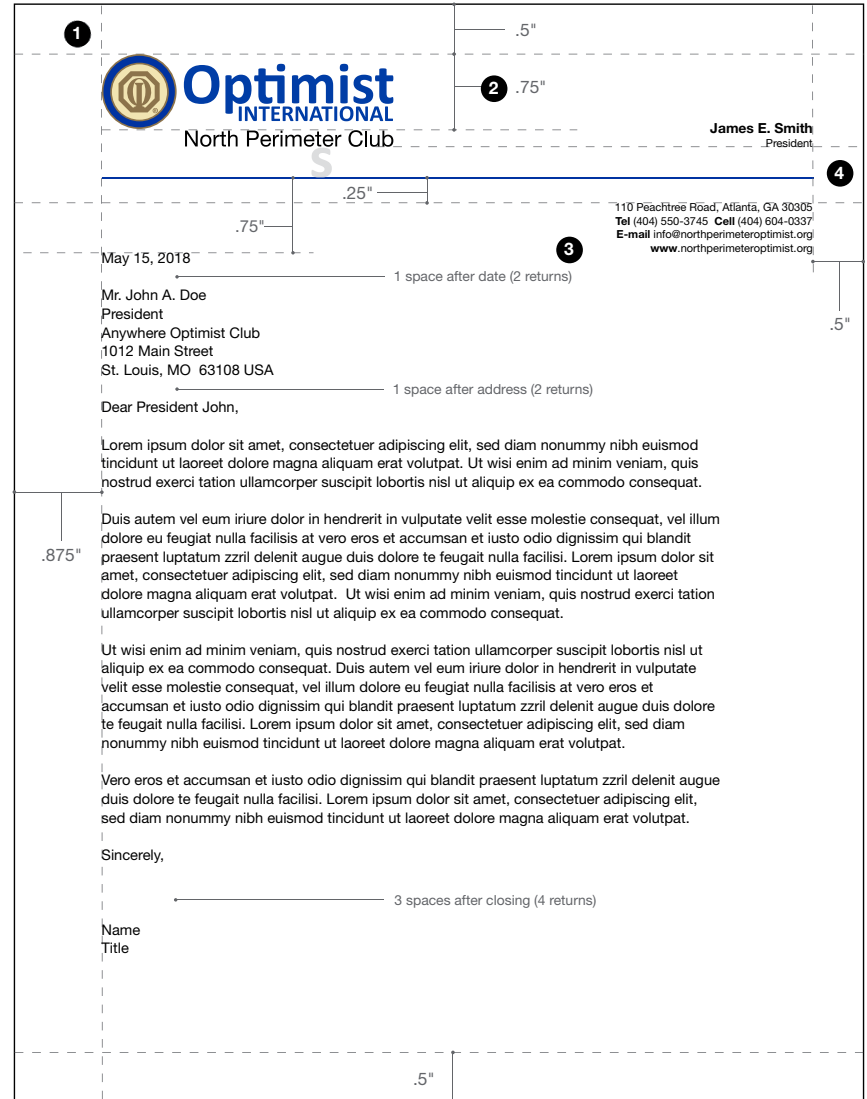 1
.5"
2 .75"
Optimist
INTERNATIONAL
North Perimeter Club
S
James E. Smith
President
4
.25"
.75"
110 Peachtree Road, Atlanta, GA 30305
Tel (404) 550-3745  Cell (404) 604-0337
E-mail info@northperimeteroptimist.org
www.northperimeteroptimist.org
3
May 15, 2018
1 space after date (2 returns)
Mr. John A. Doe
President
Anywhere Optimist Club
1012 Main Street
St. Louis, MO  63108 USA
.5"
1 space after address (2 returns)
Dear President John,
Lorem ipsum dolor sit amet, consectetuer adipiscing elit, sed diam nonummy nibh euismod
tincidunt ut laoreet dolore magna aliquam erat volutpat. Ut wisi enim ad minim veniam, quis
nostrud exerci tation ullamcorper suscipit lobortis nisl ut aliquip ex ea commodo consequat.
Duis autem vel eum iriure dolor in hendrerit in vulputate velit esse molestie consequat, vel illum
dolore eu feugiat nulla facilisis at vero eros et accumsan et iusto odio dignissim qui blandit
praesent luptatum zzril delenit augue duis dolore te feugait nulla facilisi. Lorem ipsum dolor sit
amet, consectetuer adipiscing elit, sed diam nonummy nibh euismod tincidunt ut laoreet
dolore magna aliquam erat volutpat.  Ut wisi enim ad minim veniam, quis nostrud exerci tation
ullamcorper suscipit lobortis nisl ut aliquip ex ea commodo consequat.
.875"
Ut wisi enim ad minim veniam, quis nostrud exerci tation ullamcorper suscipit lobortis nisl ut
aliquip ex ea commodo consequat. Duis autem vel eum iriure dolor in hendrerit in vulputate
velit esse molestie consequat, vel illum dolore eu feugiat nulla facilisis at vero eros et
accumsan et iusto odio dignissim qui blandit praesent luptatum zzril delenit augue duis dolore
te feugait nulla facilisi. Lorem ipsum dolor sit amet, consectetuer adipiscing elit, sed diam
nonummy nibh euismod tincidunt ut laoreet dolore magna aliquam erat volutpat.
Vero eros et accumsan et iusto odio dignissim qui blandit praesent luptatum zzril delenit augue
duis dolore te feugait nulla facilisi. Lorem ipsum dolor sit amet, consectetuer adipiscing elit,
sed diam nonummy nibh euismod tincidunt ut laoreet dolore magna aliquam erat volutpat.
Sincerely,
3 spaces after closing (4 returns)
Name
Title
.5"